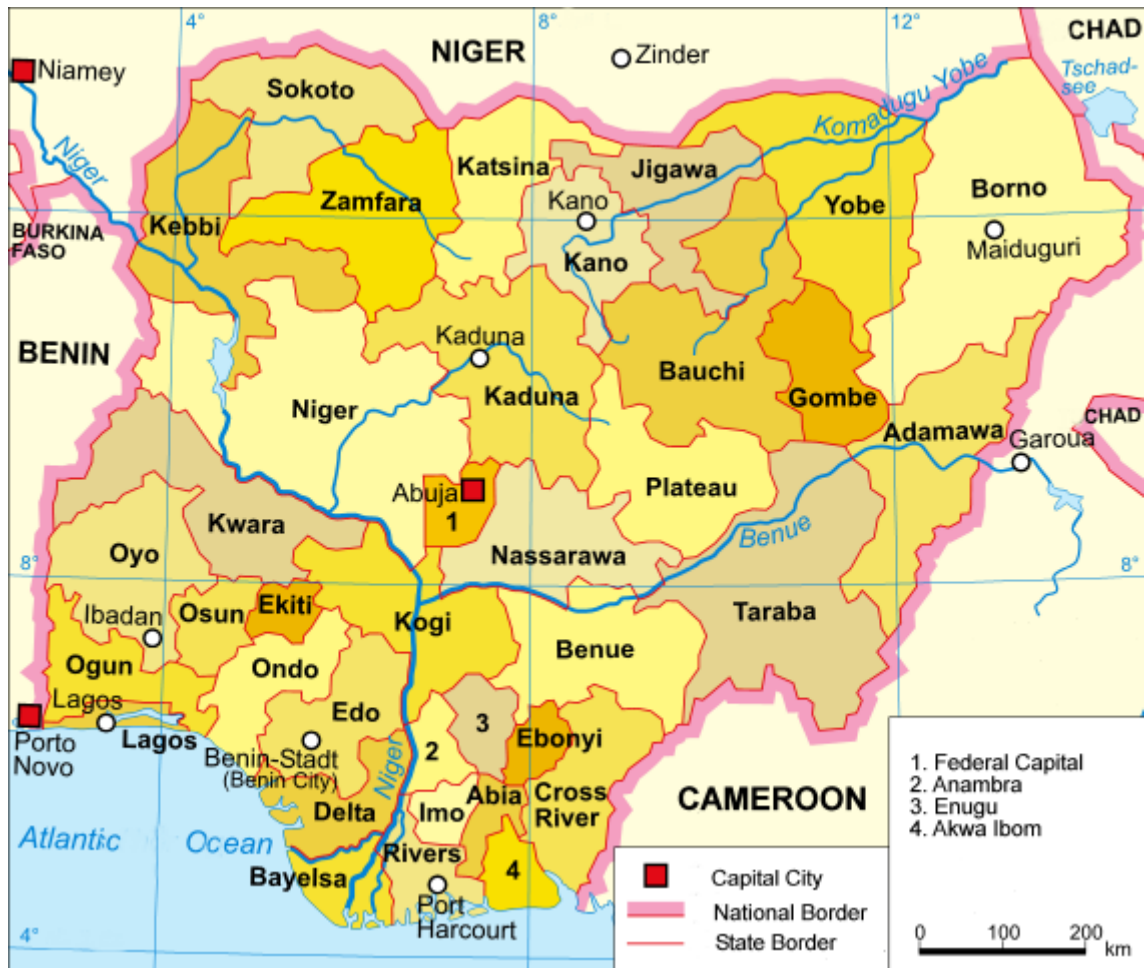 4°
8°
12°
NIGER
CHAD
Niamey
Zinder
Tschad-
see
Sokoto
Komadugu Yobe
Niger
Katsina
Jigawa
Borno
Zamfara
Kano
Yobe
Kebbi
BURKINA
FASO
Kano
Maiduguri
Kaduna
BENIN
Bauchi
Niger
Kaduna
Gombe
CHAD
Adamawa
Garoua
Abuja
Plateau
1
Kwara
Benue
Nassarawa
Oyo
8°
8°
Ekiti
Osun
Ibadan
Kogi
Taraba
Benue
Ogun
Ondo
Lagos
Edo
3
Ebonyi
Porto
Novo
Lagos
2
Benin-Stadt
(Benin City)
Niger
Abia
Cross
River
CAMEROON
Delta
Imo
Atlantic Ocean
Rivers
4
Bayelsa
Port
Harcourt
4°
1. Federal Capital
2. Anambra
3. Enugu
4. Akwa Ibom
Capital City
National Border
State Border
0 100 200 km